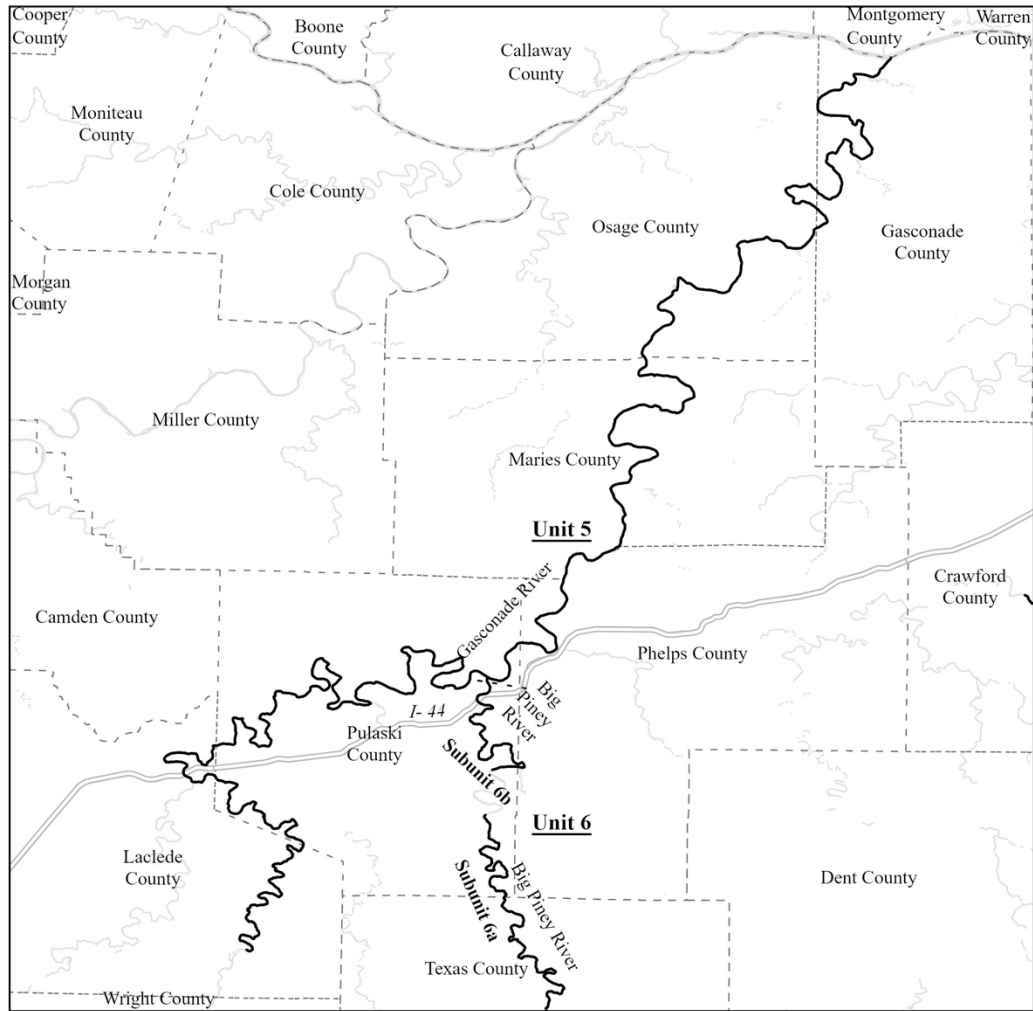 Cooper
County
Boone
County
Callaway
County
Montgomery
County
Warren
County
Moniteau
County
Cole County
Osage County
Gasconade
County
Morgan
County
Miller County
Maries County
Unit 5
Gasconade River
Camden County
Crawford
County
Phelps County
Big
Piney
River
I- 44
Pulaski
County
Subunit 6b
Unit 6
Laclede
County
Subunit 6a
Big Piney River
Dent County
Texas County
Wright County